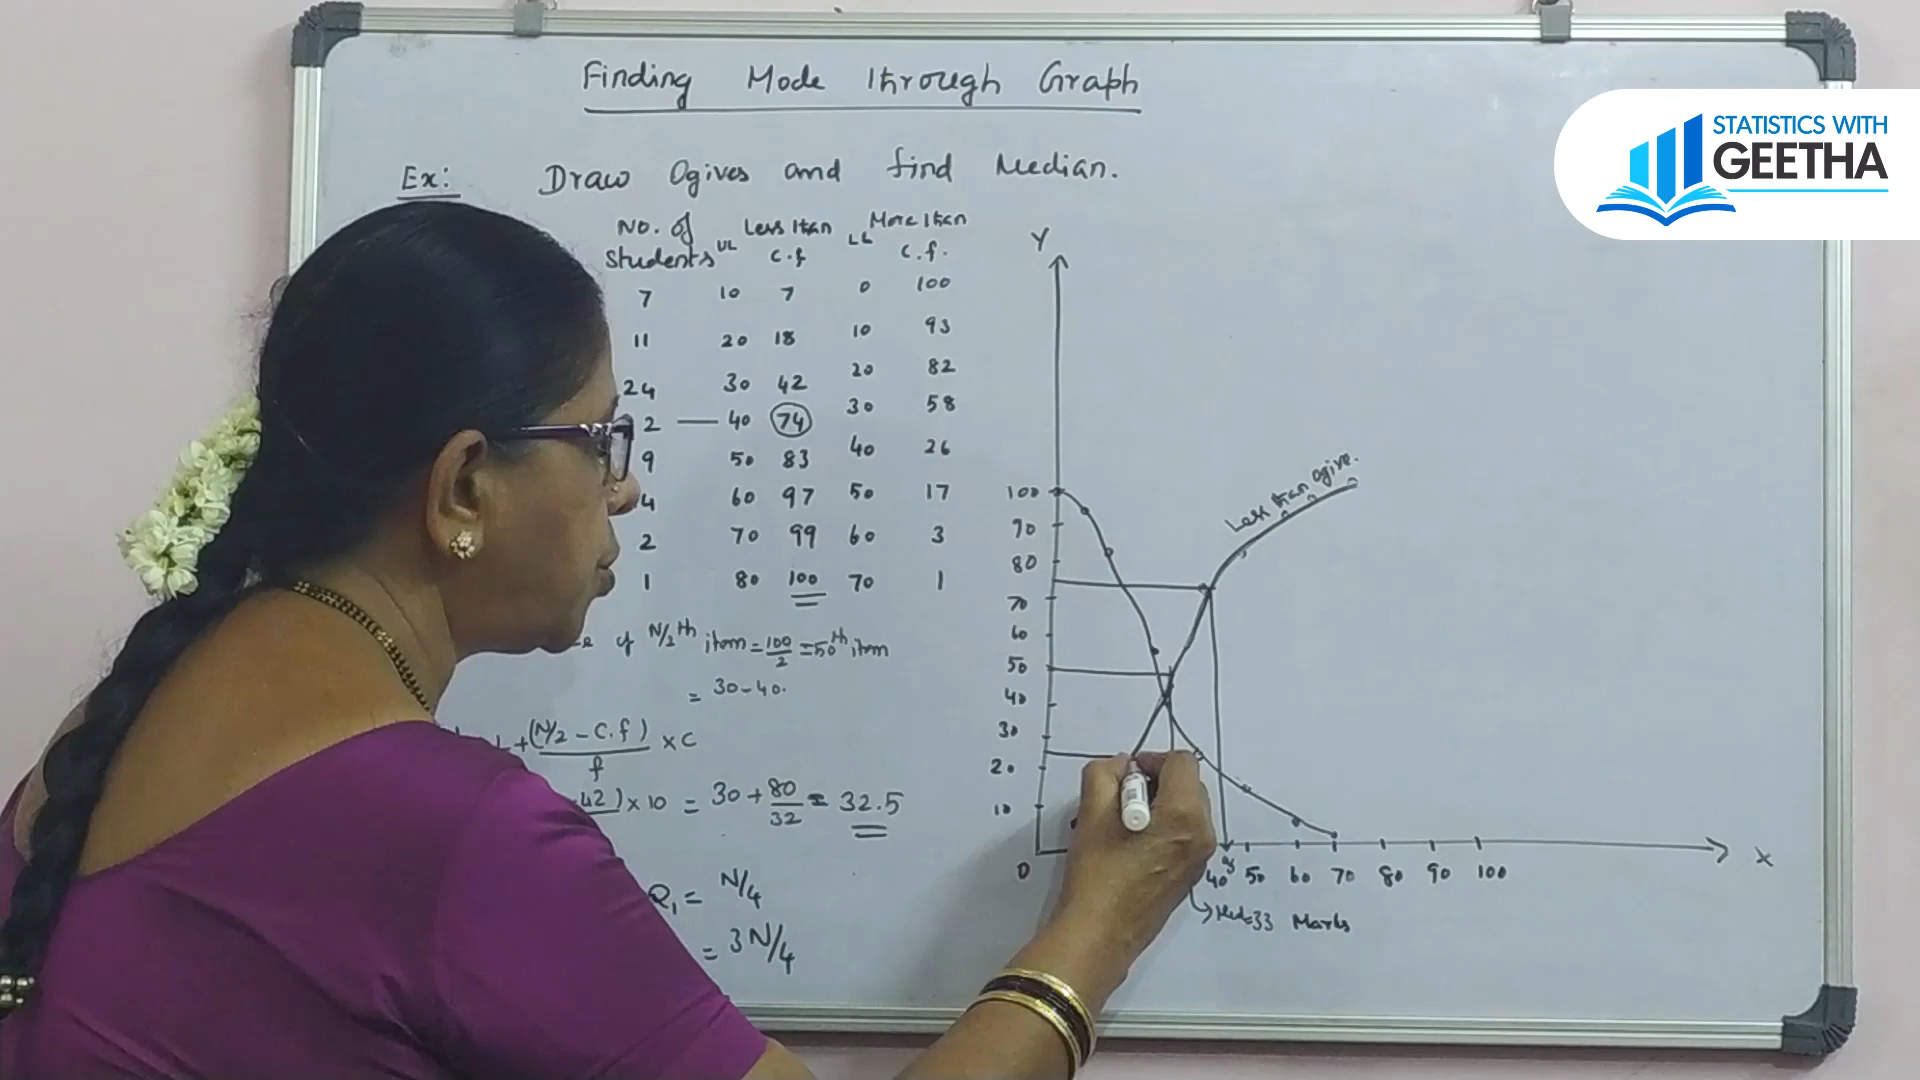 Finding Mode through Graph
STATISTICS WITH
GEETHA
Ex: Draw Ogives and find Median.
No. of Students UL Less than c.f LL More than c.f.
7 10 7 0 100
11 20 18 10 93
24 30 42 20 82
2 — 40 74 30 58
9 50 83 40 26
4 60 97 50 17
2 70 99 60 3
1 80 100 70 1
of N/2 th item = 100/2 = 50th item
= 30-40.
+ (N/2 - C.f) / f × C
42) × 10 = 30 + 80/32 = 32.5
Q1 = N/4
= 3N/4
Y
Less than ogive.
100
90
80
70
60
50
40
30
20
10
0
40 50 60 70 80 90 100
X
Med=33 Marks